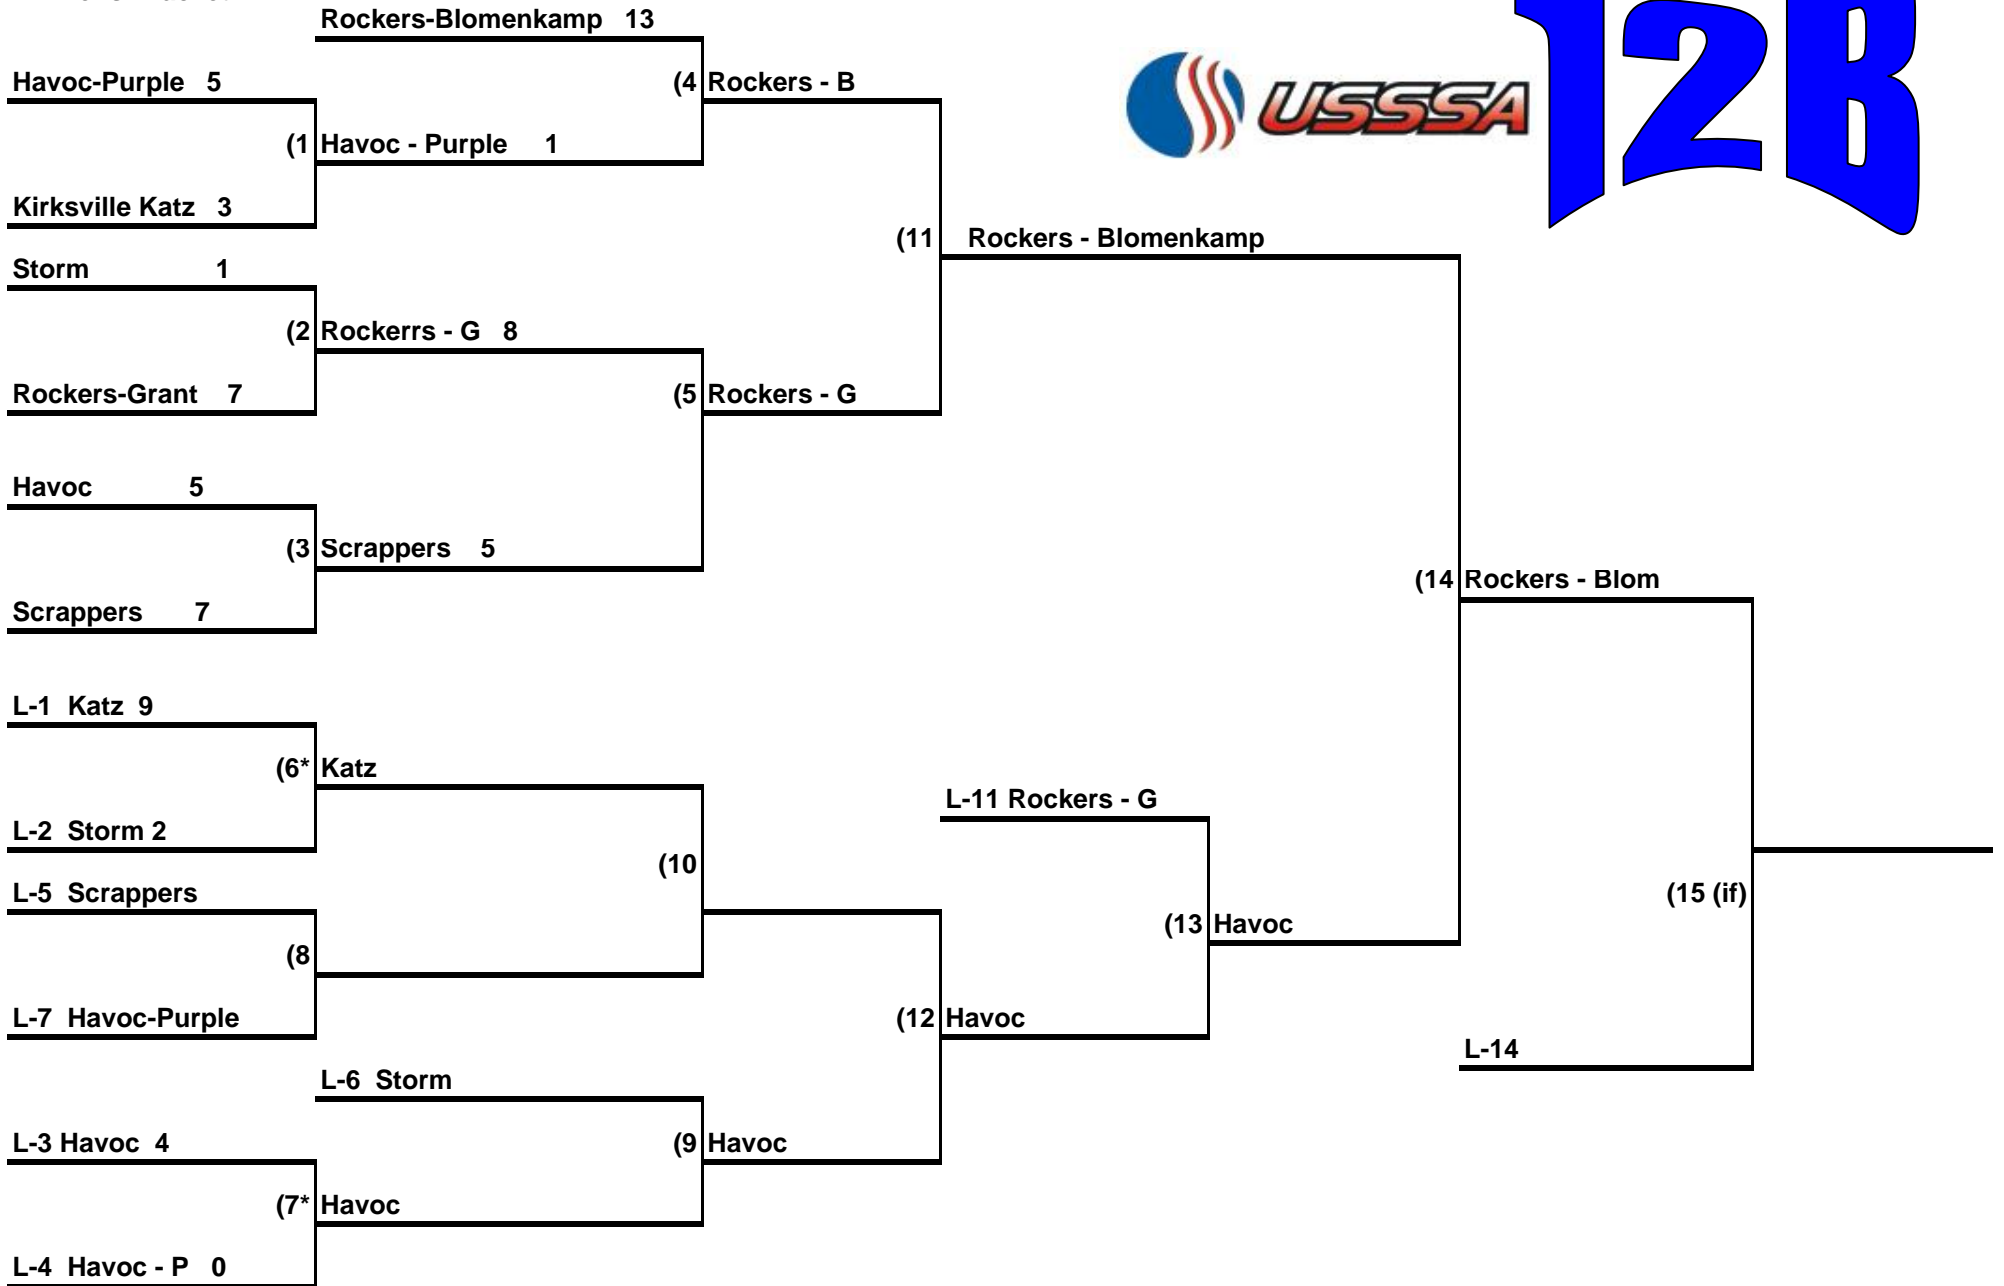 Rockers-Blomenkamp 13
12B
USSSA
Havoc-Purple 5
(4 Rockers - B
(1 Havoc - Purple 1
Kirksville Katz 3
(11 Rockers - Blomenkamp
Storm 1
(2 Rockerrs - G 8
Rockers-Grant 7
(5 Rockers - G
Havoc 5
(3 Scrappers 5
(14 Rockers - Blom
Scrappers 7
L-1 Katz 9
(6* Katz
L-11 Rockers - G
L-2 Storm 2
(10
L-5 Scrappers
(15 (if)
(13 Havoc
(8
L-7 Havoc-Purple
(12 Havoc
L-14
L-6 Storm
L-3 Havoc 4
(9 Havoc
(7* Havoc
L-4 Havoc - P 0